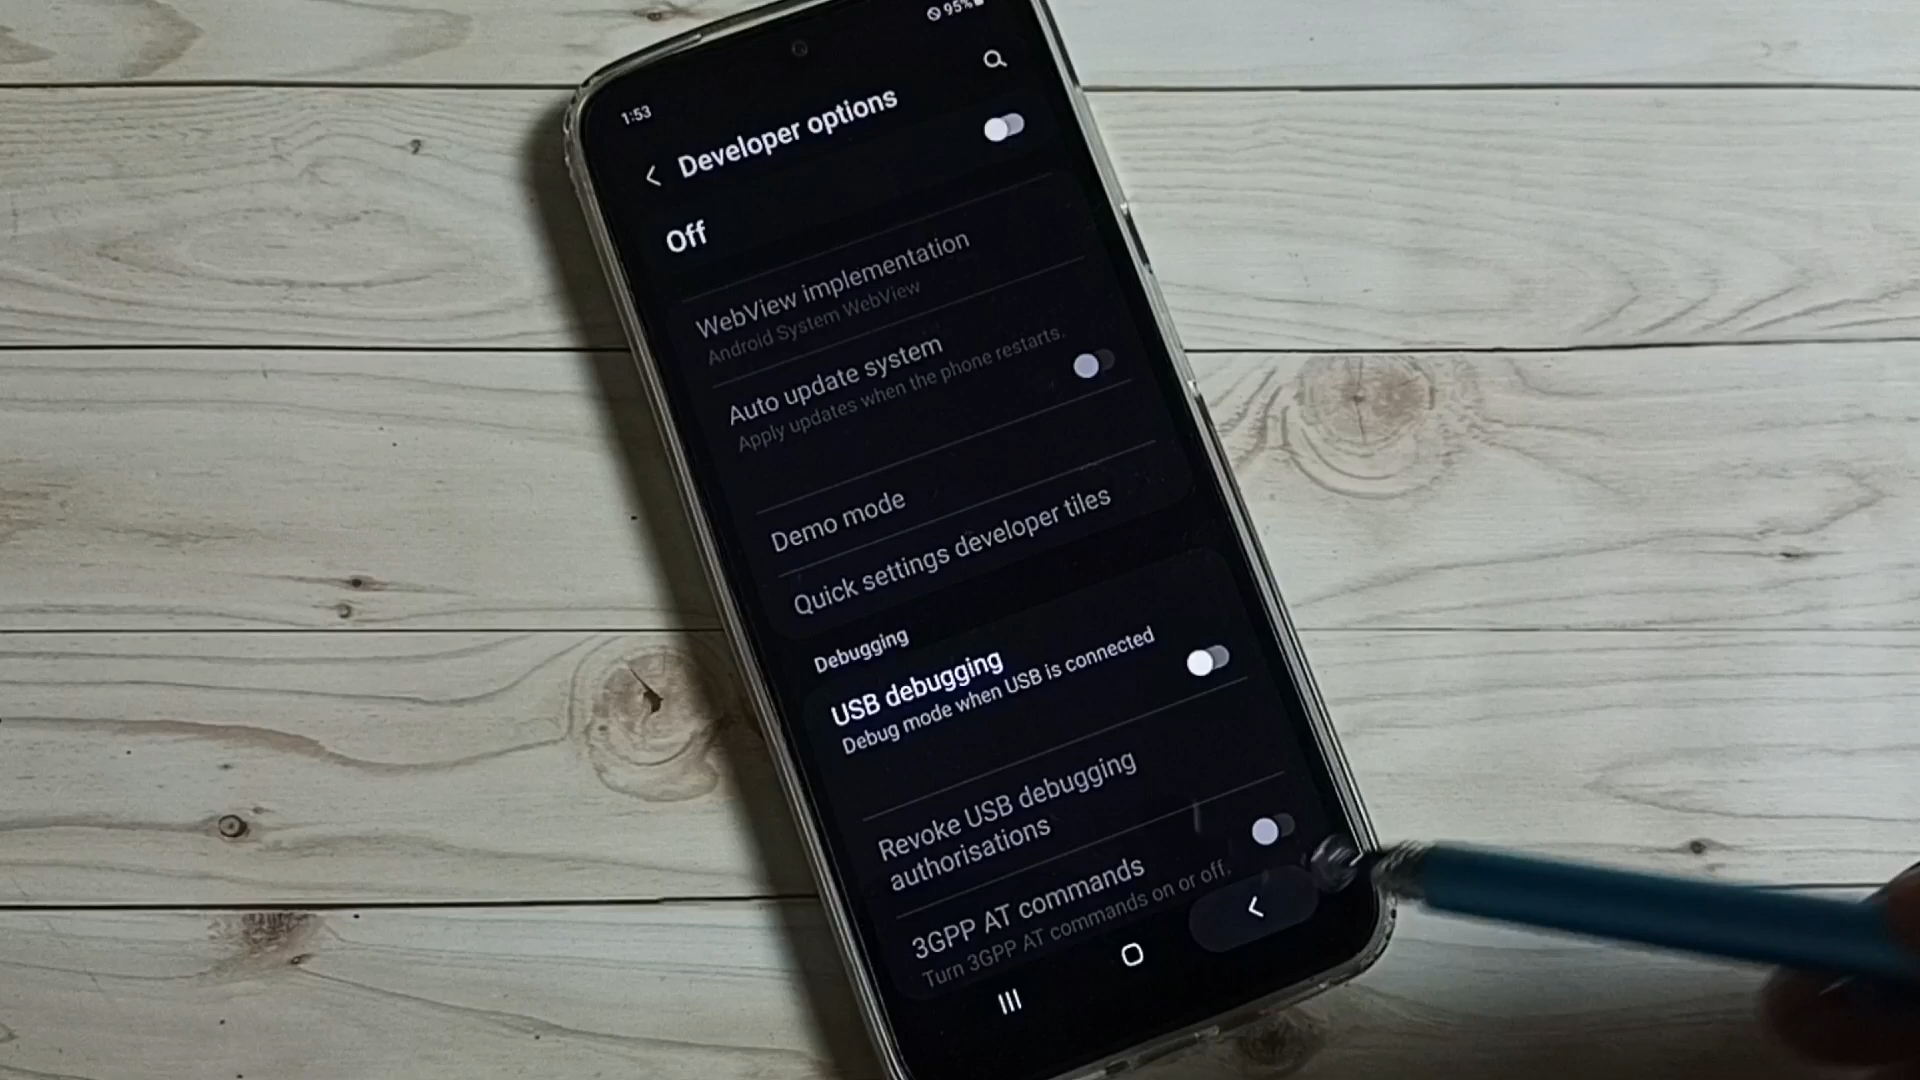 95%
1:53
Developer options
Off
WebView implementation
Android System WebView
Auto update system
Apply updates when the phone restarts.
Demo mode
Quick settings developer tiles
Debugging
USB debugging
Debug mode when USB is connected
Revoke USB debugging
authorisations
3GPP AT commands
Turn 3GPP AT commands on or off.